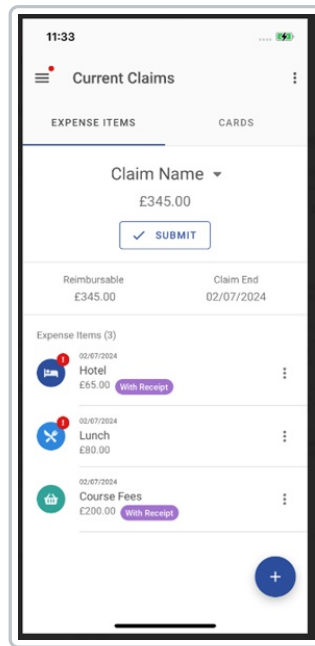 11:33
Current Claims
EXPENSE ITEMS CARDS
Claim Name
£345.00
SUBMIT
Reimbursable Claim End
£345.00 02/07/2024
Expense Items (3)
02/07/2024
Hotel
£65.00 With Receipt
02/07/2024
Lunch
£80.00
02/07/2024
Course Fees
£200.00 With Receipt
+